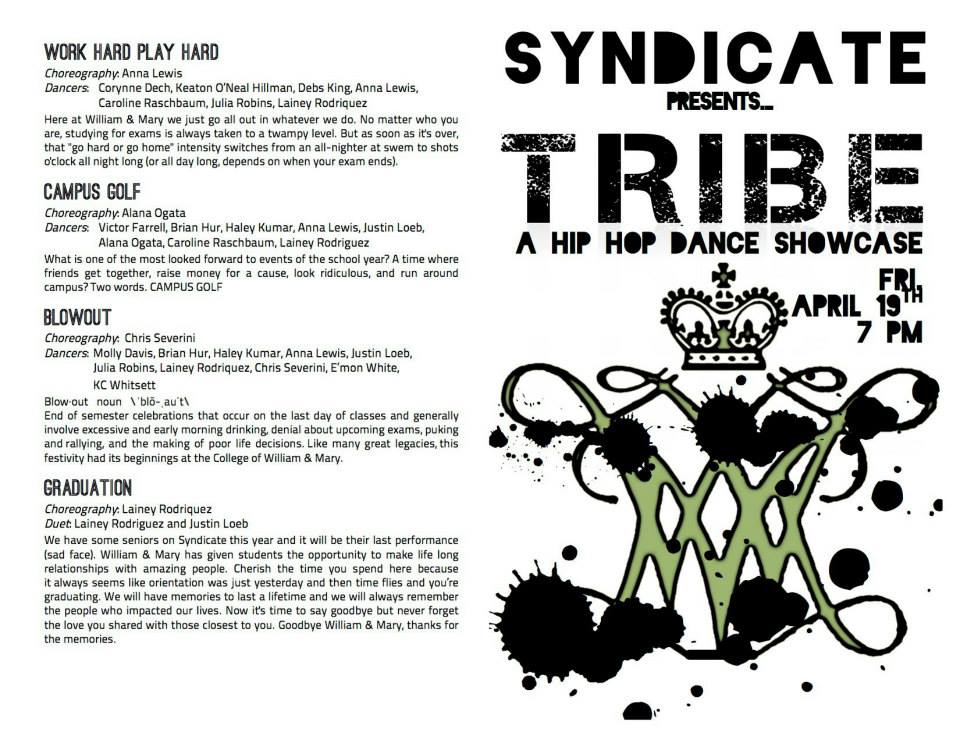 WORK HARD PLAY HARD
Choreography: Anna Lewis
Dancers: Corynne Dech, Keaton O'Neal Hillman, Debs King, Anna Lewis,
Caroline Raschbaum, Julia Robins, Lainey Rodriquez
Here at William & Mary we just go all out in whatever we do. No matter who you
are, studying for exams is always taken to a twampy level. But as soon as it's over,
that "go hard or go home" intensity switches from an all-nighter at swem to shots
o'clock all night long (or all day long, depends on when your exam ends).
CAMPUS GOLF
Choreography: Alana Ogata
Dancers: Victor Farrell, Brian Hur, Haley Kumar, Anna Lewis, Justin Loeb,
Alana Ogata, Caroline Raschbaum, Lainey Rodriguez
What is one of the most looked forward to events of the school year? A time where
friends get together, raise money for a cause, look ridiculous, and run around
campus? Two words. CAMPUS GOLF
BLOWOUT
Choreography: Chris Severini
Dancers: Molly Davis, Brian Hur, Haley Kumar, Anna Lewis, Justin Loeb,
Julia Robins, Lainey Rodriquez, Chris Severini, E'mon White,
KC Whitsett
Blow·out noun \ˈblō-ˌau̇t\
End of semester celebrations that occur on the last day of classes and generally
involve excessive and early morning drinking, denial about upcoming exams, puking
and rallying, and the making of poor life decisions. Like many great legacies, this
festivity had its beginnings at the College of William & Mary.
GRADUATION
Choreography: Lainey Rodriquez
Duet: Lainey Rodriguez and Justin Loeb
We have some seniors on Syndicate this year and it will be their last performance
(sad face). William & Mary has given students the opportunity to make life long
relationships with amazing people. Cherish the time you spend here because
it always seems like orientation was just yesterday and then time flies and you're
graduating. We will have memories to last a lifetime and we will always remember
the people who impacted our lives. Now it's time to say goodbye but never forget
the love you shared with those closest to you. Goodbye William & Mary, thanks for
the memories.
SYNDICATE
PRESENTS...
TRIBE
A HIP HOP DANCE SHOWCASE
FRI,
APRIL 19TH
7 PM